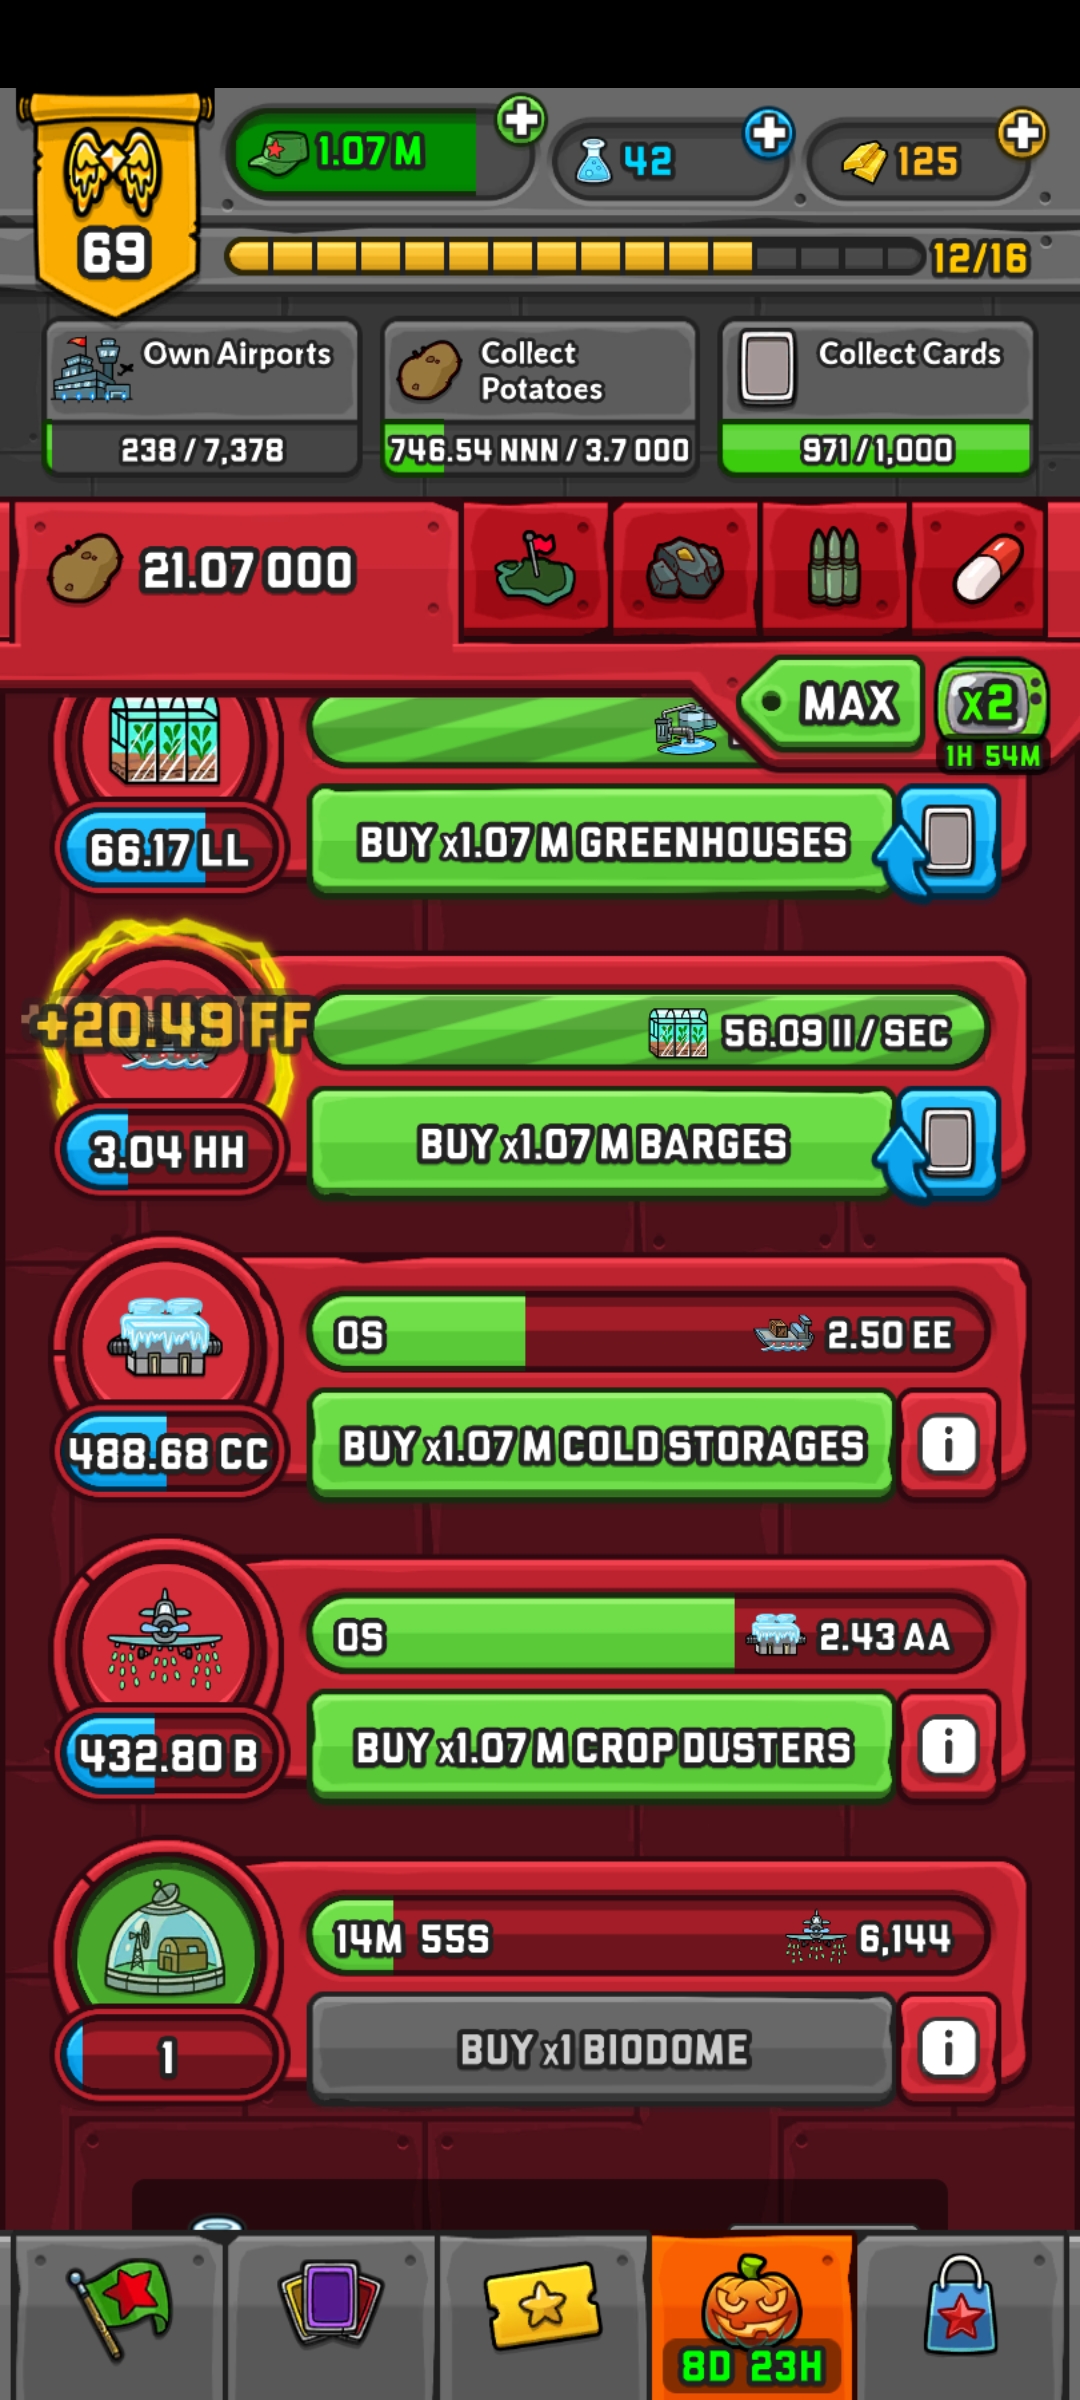 1.07 M
42
125
69
12/16
Own Airports
238 / 7,378
Collect
Potatoes
746.54 NNN / 3.7 OOO
Collect Cards
971 / 1,000
21.07 OOO
MAX
x2
1H 54M
66.17 LL
BUY x1.07 M GREENHOUSES
+20.49 FF
56.09 II / SEC
3.04 HH
BUY x1.07 M BARGES
0S
2.50 EE
488.68 CC
BUY x1.07 M COLD STORAGES
0S
2.43 AA
432.80 B
BUY x1.07 M CROP DUSTERS
14M 55S
6,144
1
BUY x1 BIODOME
8D 23H